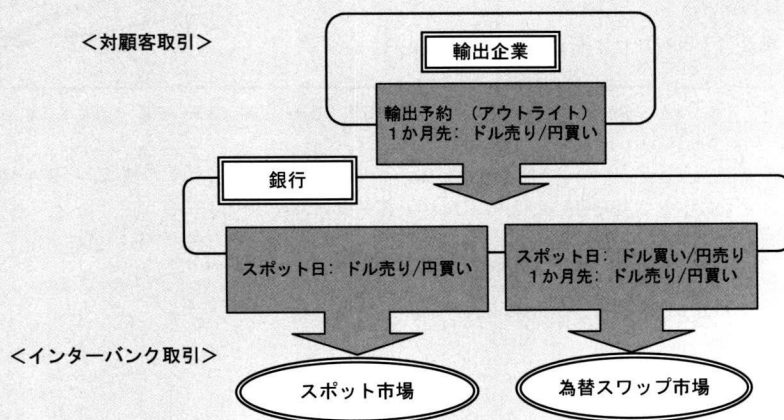 ＜対顧客取引＞
輸出企業
輸出予約 （アウトライト）
１か月先： ドル売り/円買い
銀行
スポット日： ドル売り/円買い
スポット日： ドル買い/円売り
１か月先： ドル売り/円買い
＜インターバンク取引＞
スポット市場
為替スワップ市場